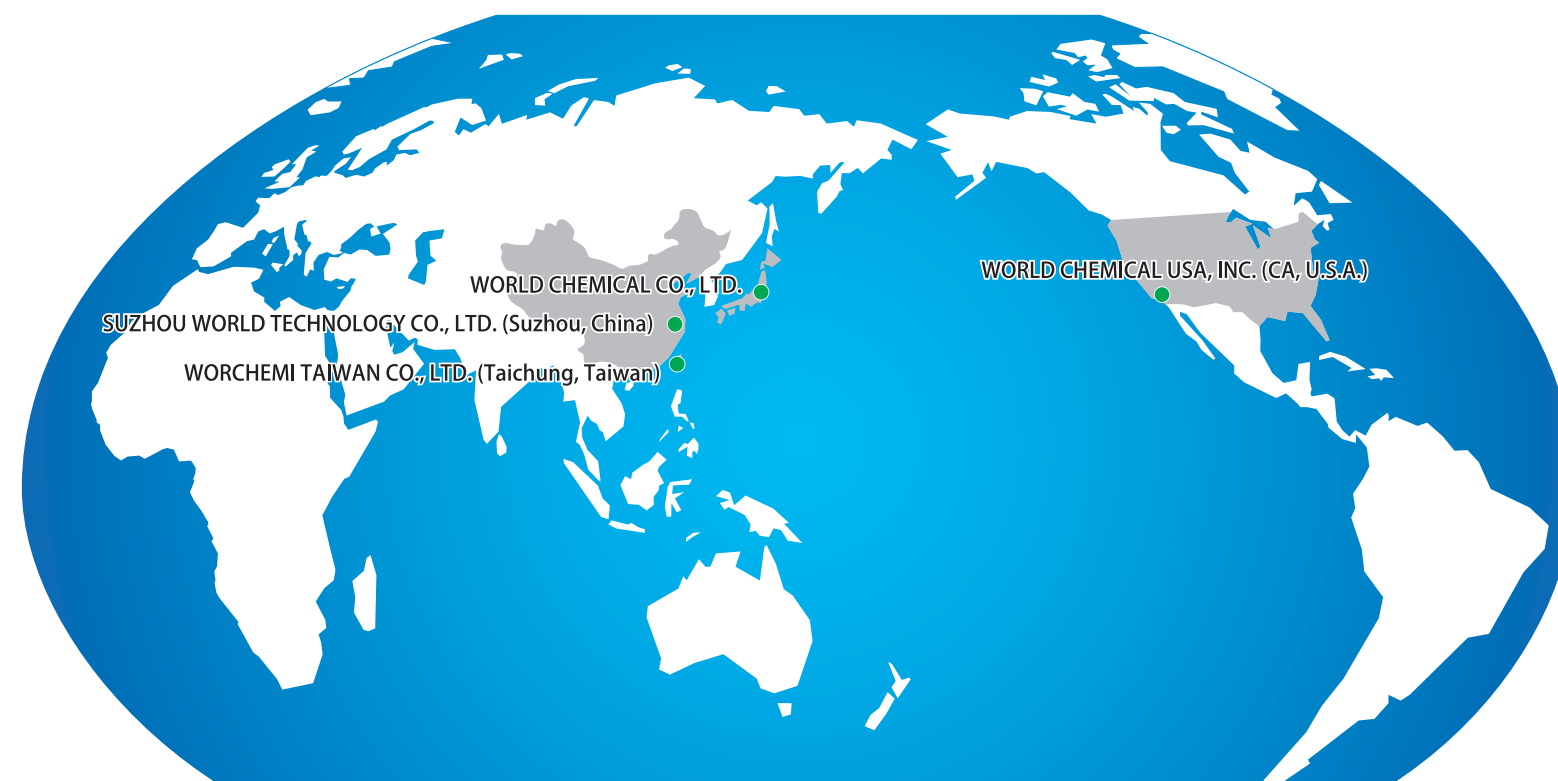 WORLD CHEMICAL USA, INC. (CA, U.S.A.)
WORLD CHEMICAL CO., LTD.
SUZHOU WORLD TECHNOLOGY CO., LTD. (Suzhou, China)
WORCHEMI TAIWAN CO., LTD. (Taichung, Taiwan)